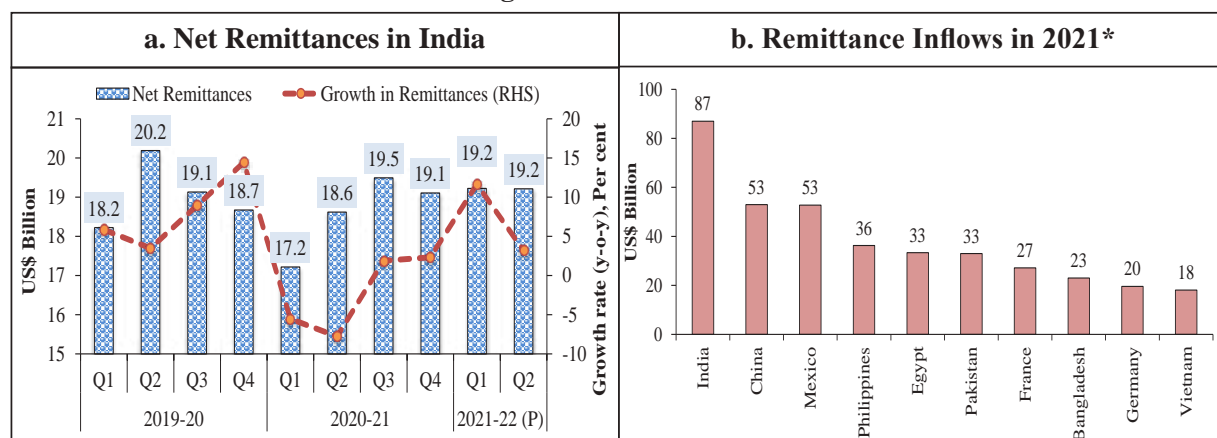 a. Net Remittances in India
Net Remittances
Growth in Remittances (RHS)
US$ Billion
21
20
19
18
17
16
15
18.2
20.2
19.1
18.7
17.2
18.6
19.5
19.1
19.2
19.2
20
15
10
5
0
-5
-10
Growth rate (y-o-y), Per cent
Q1 Q2 Q3 Q4 Q1 Q2 Q3 Q4 Q1 Q2
2019-20 2020-21 2021-22 (P)
b. Remittance Inflows in 2021*
US$ Billion
100
80
60
40
20
0
87
53
53
36
33
33
27
23
20
18
India
China
Mexico
Philippines
Egypt
Pakistan
France
Bangladesh
Germany
Vietnam